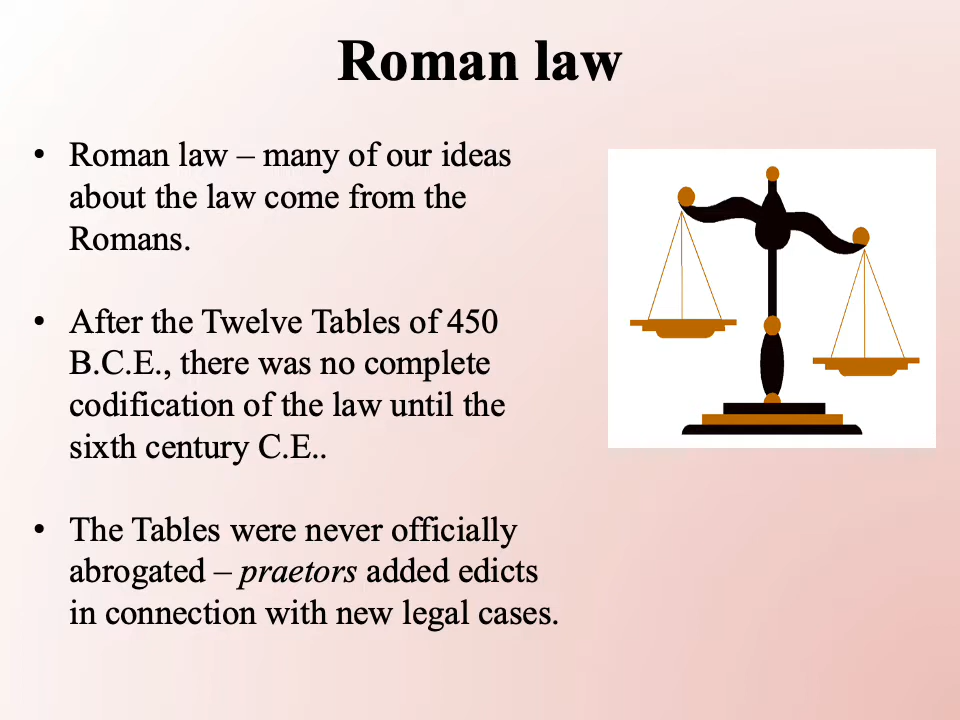 Roman law
• Roman law – many of our ideas
about the law come from the
Romans.
• After the Twelve Tables of 450
B.C.E., there was no complete
codification of the law until the
sixth century C.E..
• The Tables were never officially
abrogated – praetors added edicts
in connection with new legal cases.